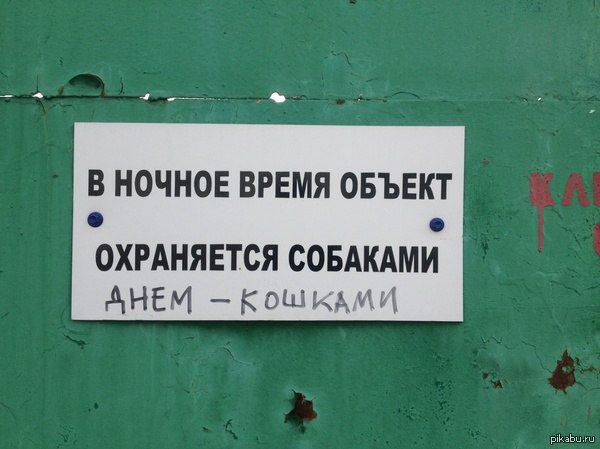 В НОЧНОЕ ВРЕМЯ ОБЪЕКТ
ОХРАНЯЕТСЯ СОБАКАМИ
ДНЕМ – КОШКАМИ
pikabu.ru